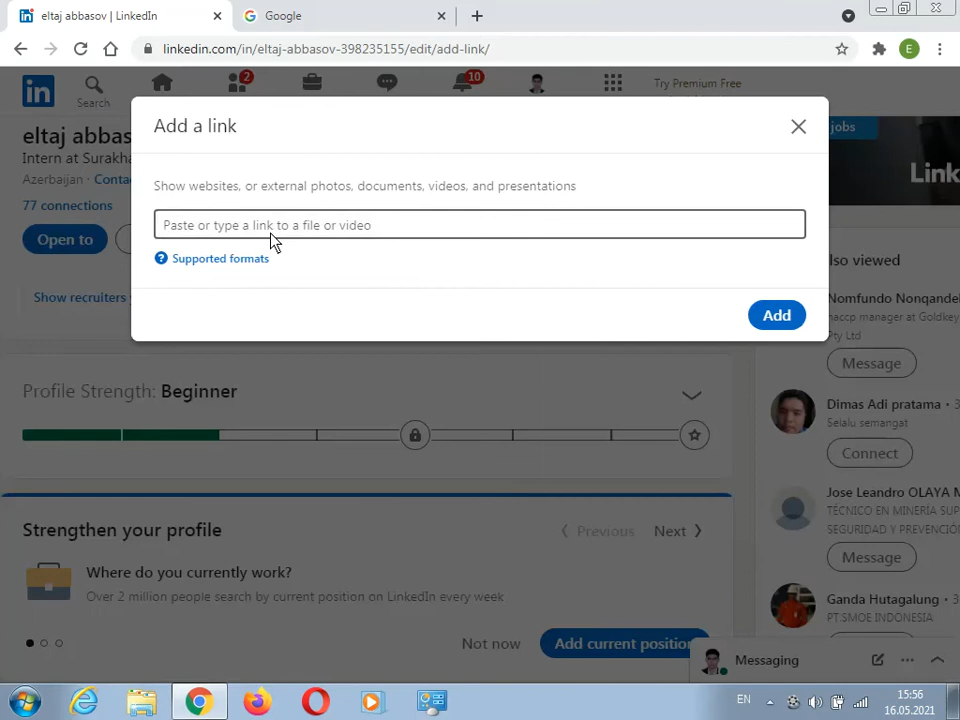 eltaj abbasov | LinkedIn
Google
linkedin.com/in/eltaj-abbasov-398235155/edit/add-link/
E
in
Search
2
10
Try Premium Free
jobs
Link
eltaj abbas
Intern at Surakha
Azerbaijan · Conta
77 connections
Open to
Show recruiters
Add a link
Show websites, or external photos, documents, videos, and presentations
Paste or type a link to a file or video
? Supported formats
Add
lso viewed
Nomfundo Nonqande
haccp manager at Goldkey
Pty Ltd
Message
Profile Strength: Beginner
Dimas Adi pratama • 3
Selalu semangat
Connect
Jose Leandro OLAYA M
TÉCNICO EN MINERÍA SUP
SEGURIDAD Y PREVENCIÓN
Message
Strengthen your profile
Previous Next
Where do you currently work?
Over 2 million people search by current position on LinkedIn every week
Ganda Hutagalung • 3
PT.SMOE INDONESIA
Not now
Add current position
Messaging
EN
15:56
16.05.2021